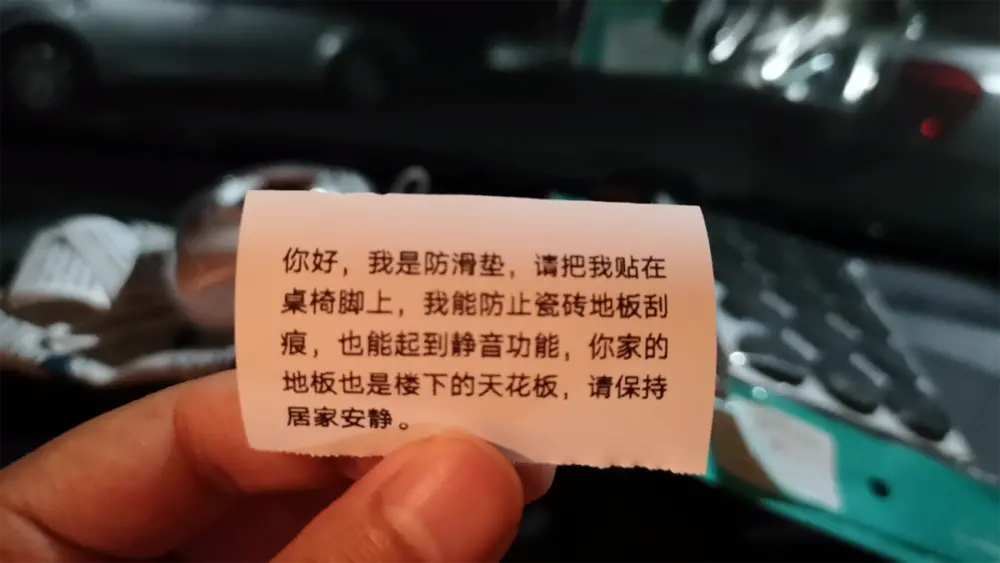 你好，我是防滑垫，请把我贴在
桌椅脚上，我能防止瓷砖地板刮
痕，也能起到静音功能，你家的
地板也是楼下的天花板，请保持
居家安静。